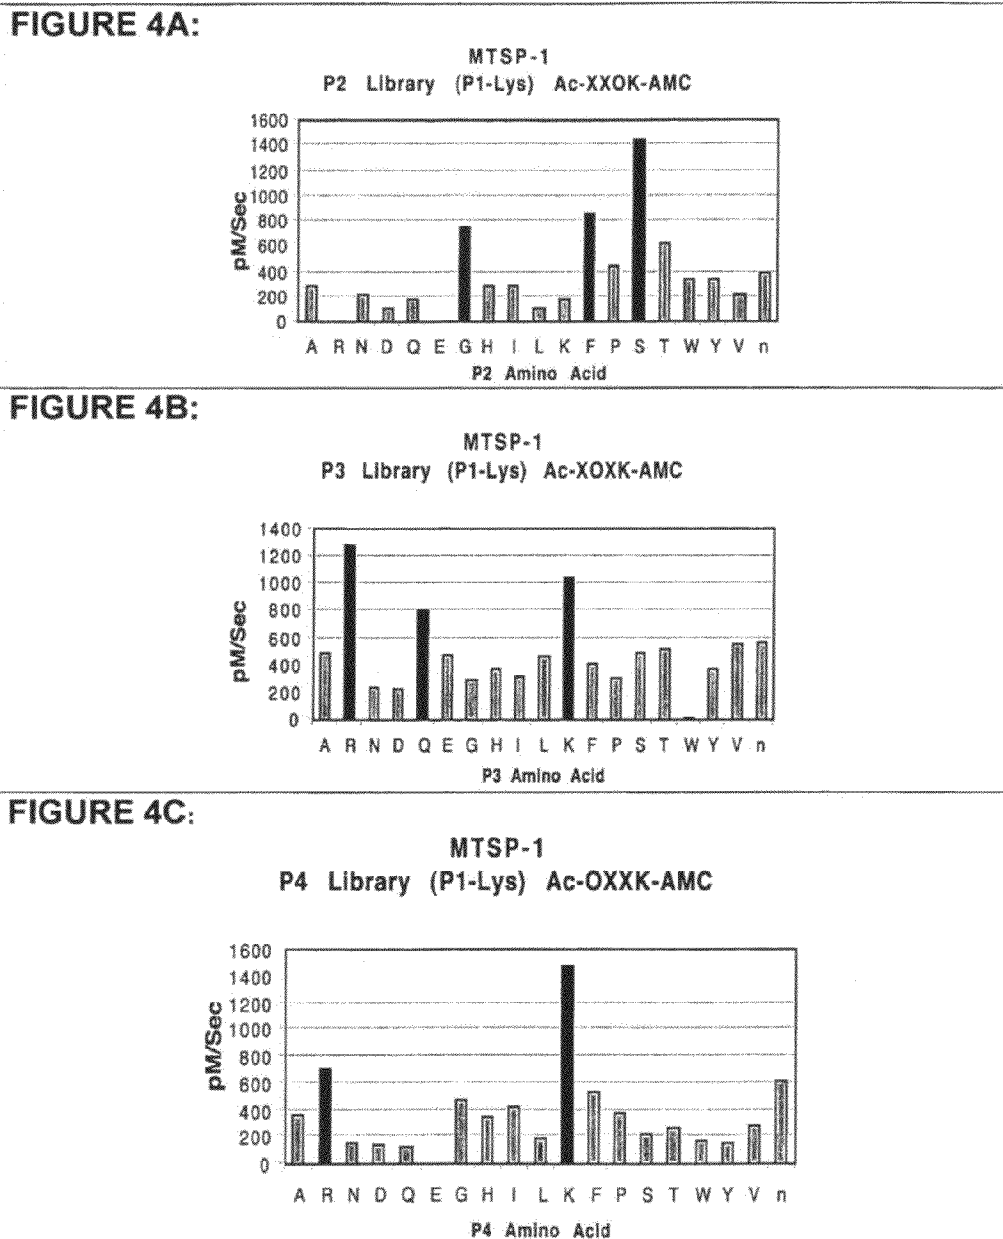 FIGURE 4A:
MTSP-1
P2 Library (P1-Lys) Ac-XXOK-AMC
1600
1400
1200
1000
800
600
400
200
0
pM/Sec
A R N D Q E G H I L K F P S T W Y V n
P2 Amino Acid
FIGURE 4B:
MTSP-1
P3 Library (P1-Lys) Ac-XOXK-AMC
1400
1200
1000
800
600
400
200
0
pM/Sec
A R N D Q E G H I L K F P S T W Y V n
P3 Amino Acid
FIGURE 4C:
MTSP-1
P4 Library (P1-Lys) Ac-OXXK-AMC
1600
1400
1200
1000
800
600
400
200
0
pM/Sec
A R N D Q E G H I L K F P S T W Y V n
P4 Amino Acid